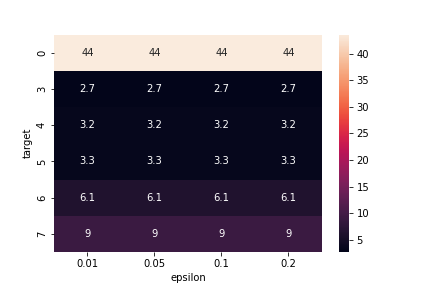 0 44 44 44 44
3 2.7 2.7 2.7 2.7
4 3.2 3.2 3.2 3.2
5 3.3 3.3 3.3 3.3
6 6.1 6.1 6.1 6.1
7 9 9 9 9
target
0.01 0.05 0.1 0.2
epsilon
40
35
30
25
20
15
10
5